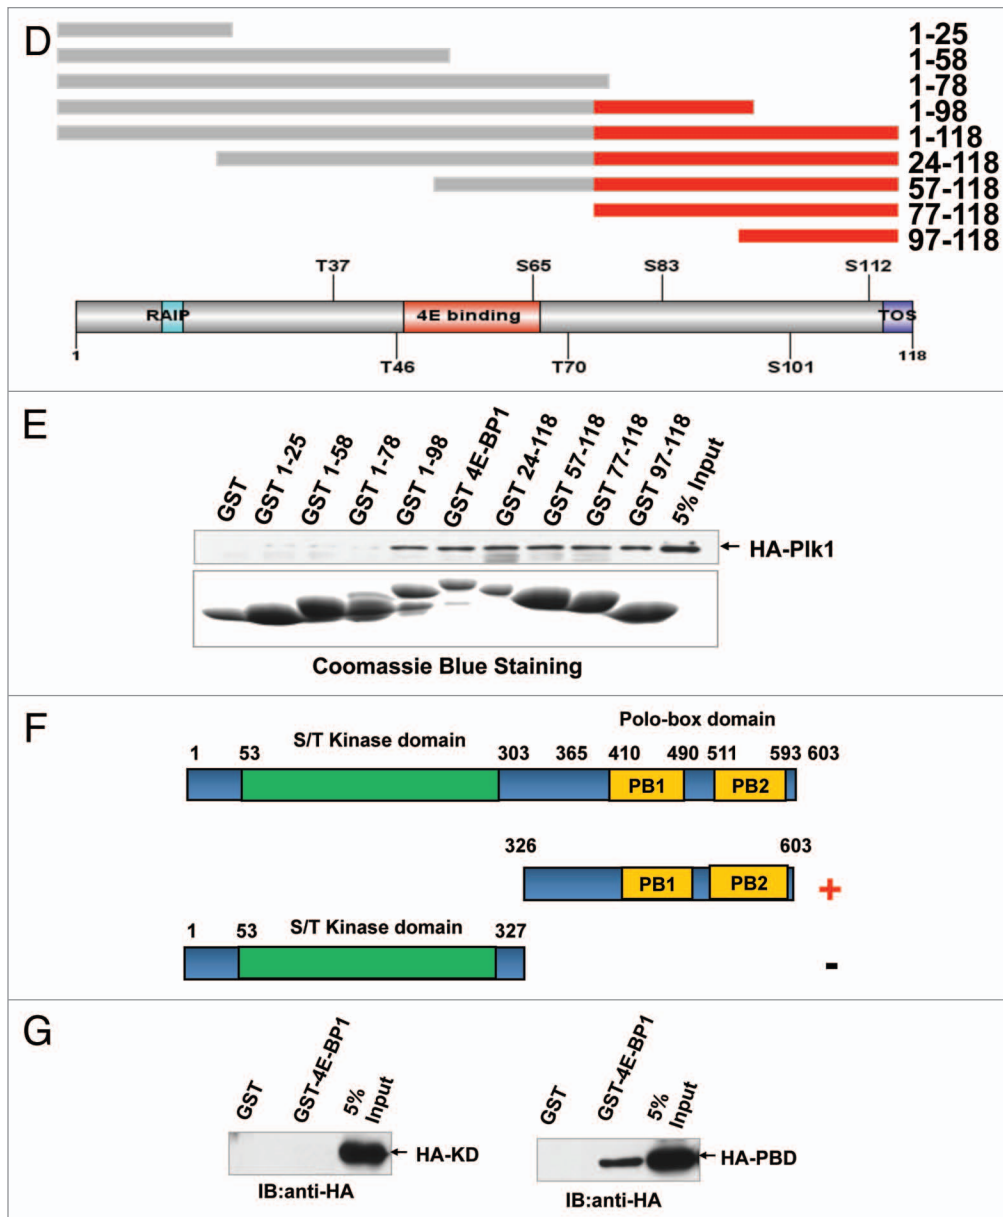 D
1-25
1-58
1-78
1-98
1-118
24-118
57-118
77-118
97-118
T37 S65 S83 S112
RAIP 4E binding TOS
1 T46 T70 S101 118
E
GST GST 1-25 GST 1-58 GST 1-78 GST 1-98 GST 4E-BP1 GST 24-118 GST 57-118 GST 77-118 GST 97-118 5% Input
HA-Plk1
Coomassie Blue Staining
F
Polo-box domain
S/T Kinase domain
1 53 303 365 410 490 511 593 603
PB1 PB2
326 603
PB1 PB2 +
S/T Kinase domain
1 53 327
-
G
GST GST-4E-BP1 5% Input
HA-KD
IB:anti-HA
GST GST-4E-BP1 5% Input
HA-PBD
IB:anti-HA